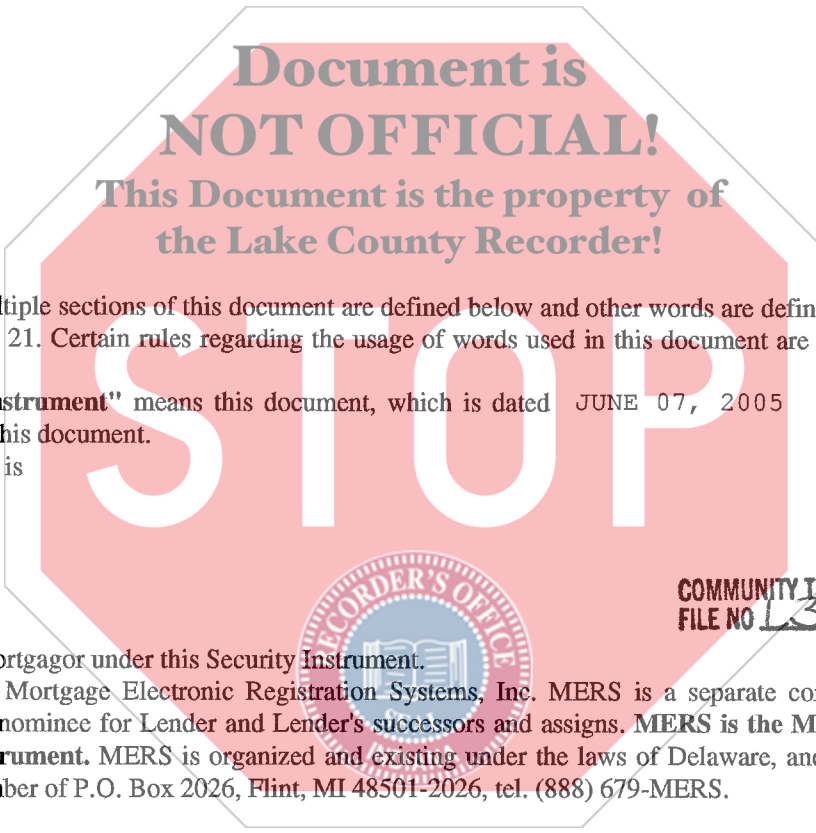 Document is
NOT OFFICIAL!
This Document is the property of
the Lake County Recorder!
tiple sections of this document are defined below and other words are defin
21. Certain rules regarding the usage of words used in this document are
STOP
strument" means this document, which is dated JUNE 07, 2005
his document.
is
RECORDER'S OFFICE
COMMUNITY
FILE NO L3
ortgagor under this Security Instrument.
Mortgage Electronic Registration Systems, Inc. MERS is a separate co
nominee for Lender and Lender's successors and assigns. MERS is the M
rument. MERS is organized and existing under the laws of Delaware, and
ber of P.O. Box 2026, Flint, MI 48501-2026, tel. (888) 679-MERS.